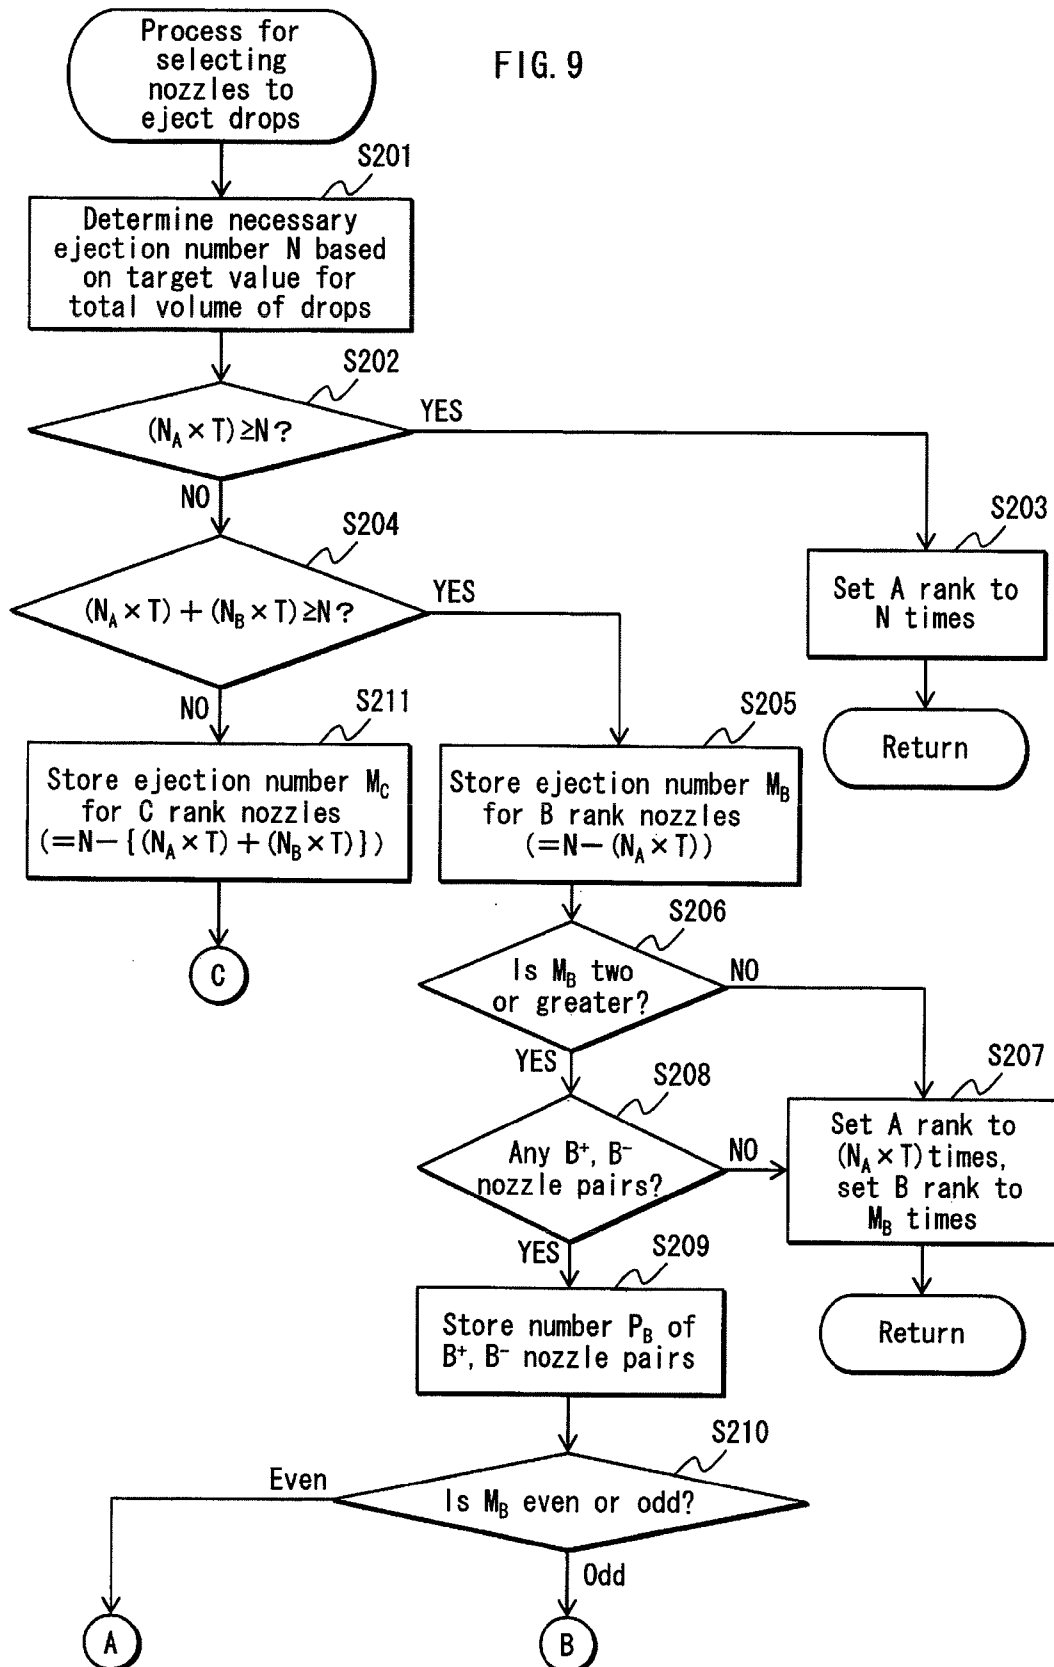 Process for
selecting
nozzles to
eject drops
FIG. 9
S201
Determine necessary
ejection number N based
on target value for
total volume of drops
S202
(N_A × T) ≥N?
YES
NO
S203
Set A rank to
N times
Return
S204
(N_A × T) + (N_B × T) ≥N?
YES
NO
S211
Store ejection number M_C
for C rank nozzles
(=N− {(N_A × T) + (N_B × T)})
C
S205
Store ejection number M_B
for B rank nozzles
(=N− (N_A × T))
S206
Is M_B two
or greater?
NO
YES
S207
Set A rank to
(N_A × T) times,
set B rank to
M_B times
Return
S208
Any B⁺, B⁻
nozzle pairs?
NO
YES
S209
Store number P_B of
B⁺, B⁻ nozzle pairs
S210
Is M_B even or odd?
Even
Odd
A
B